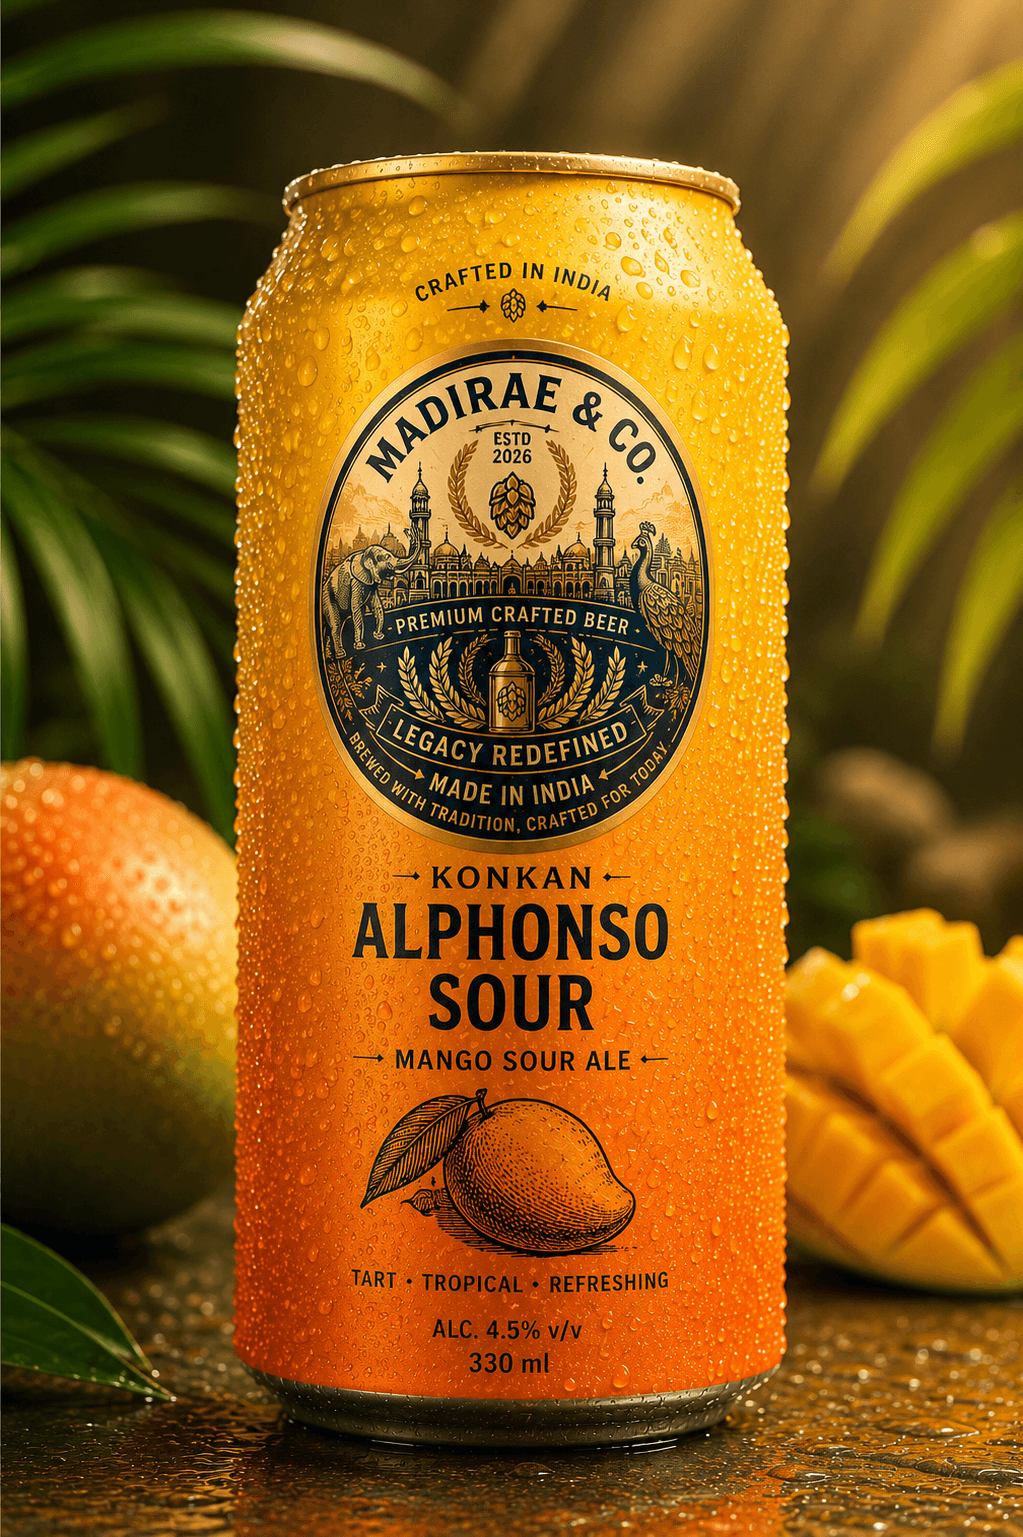 CRAFTED IN INDIA
MADIRAE & CO.
ESTD
2026
PREMIUM CRAFTED BEER
LEGACY REDEFINED
MADE IN INDIA
BREWED WITH TRADITION, CRAFTED FOR TODAY.
KONKAN
ALPHONSO
SOUR
MANGO SOUR ALE
TART • TROPICAL • REFRESHING
ALC. 4.5% v/v
330 ml